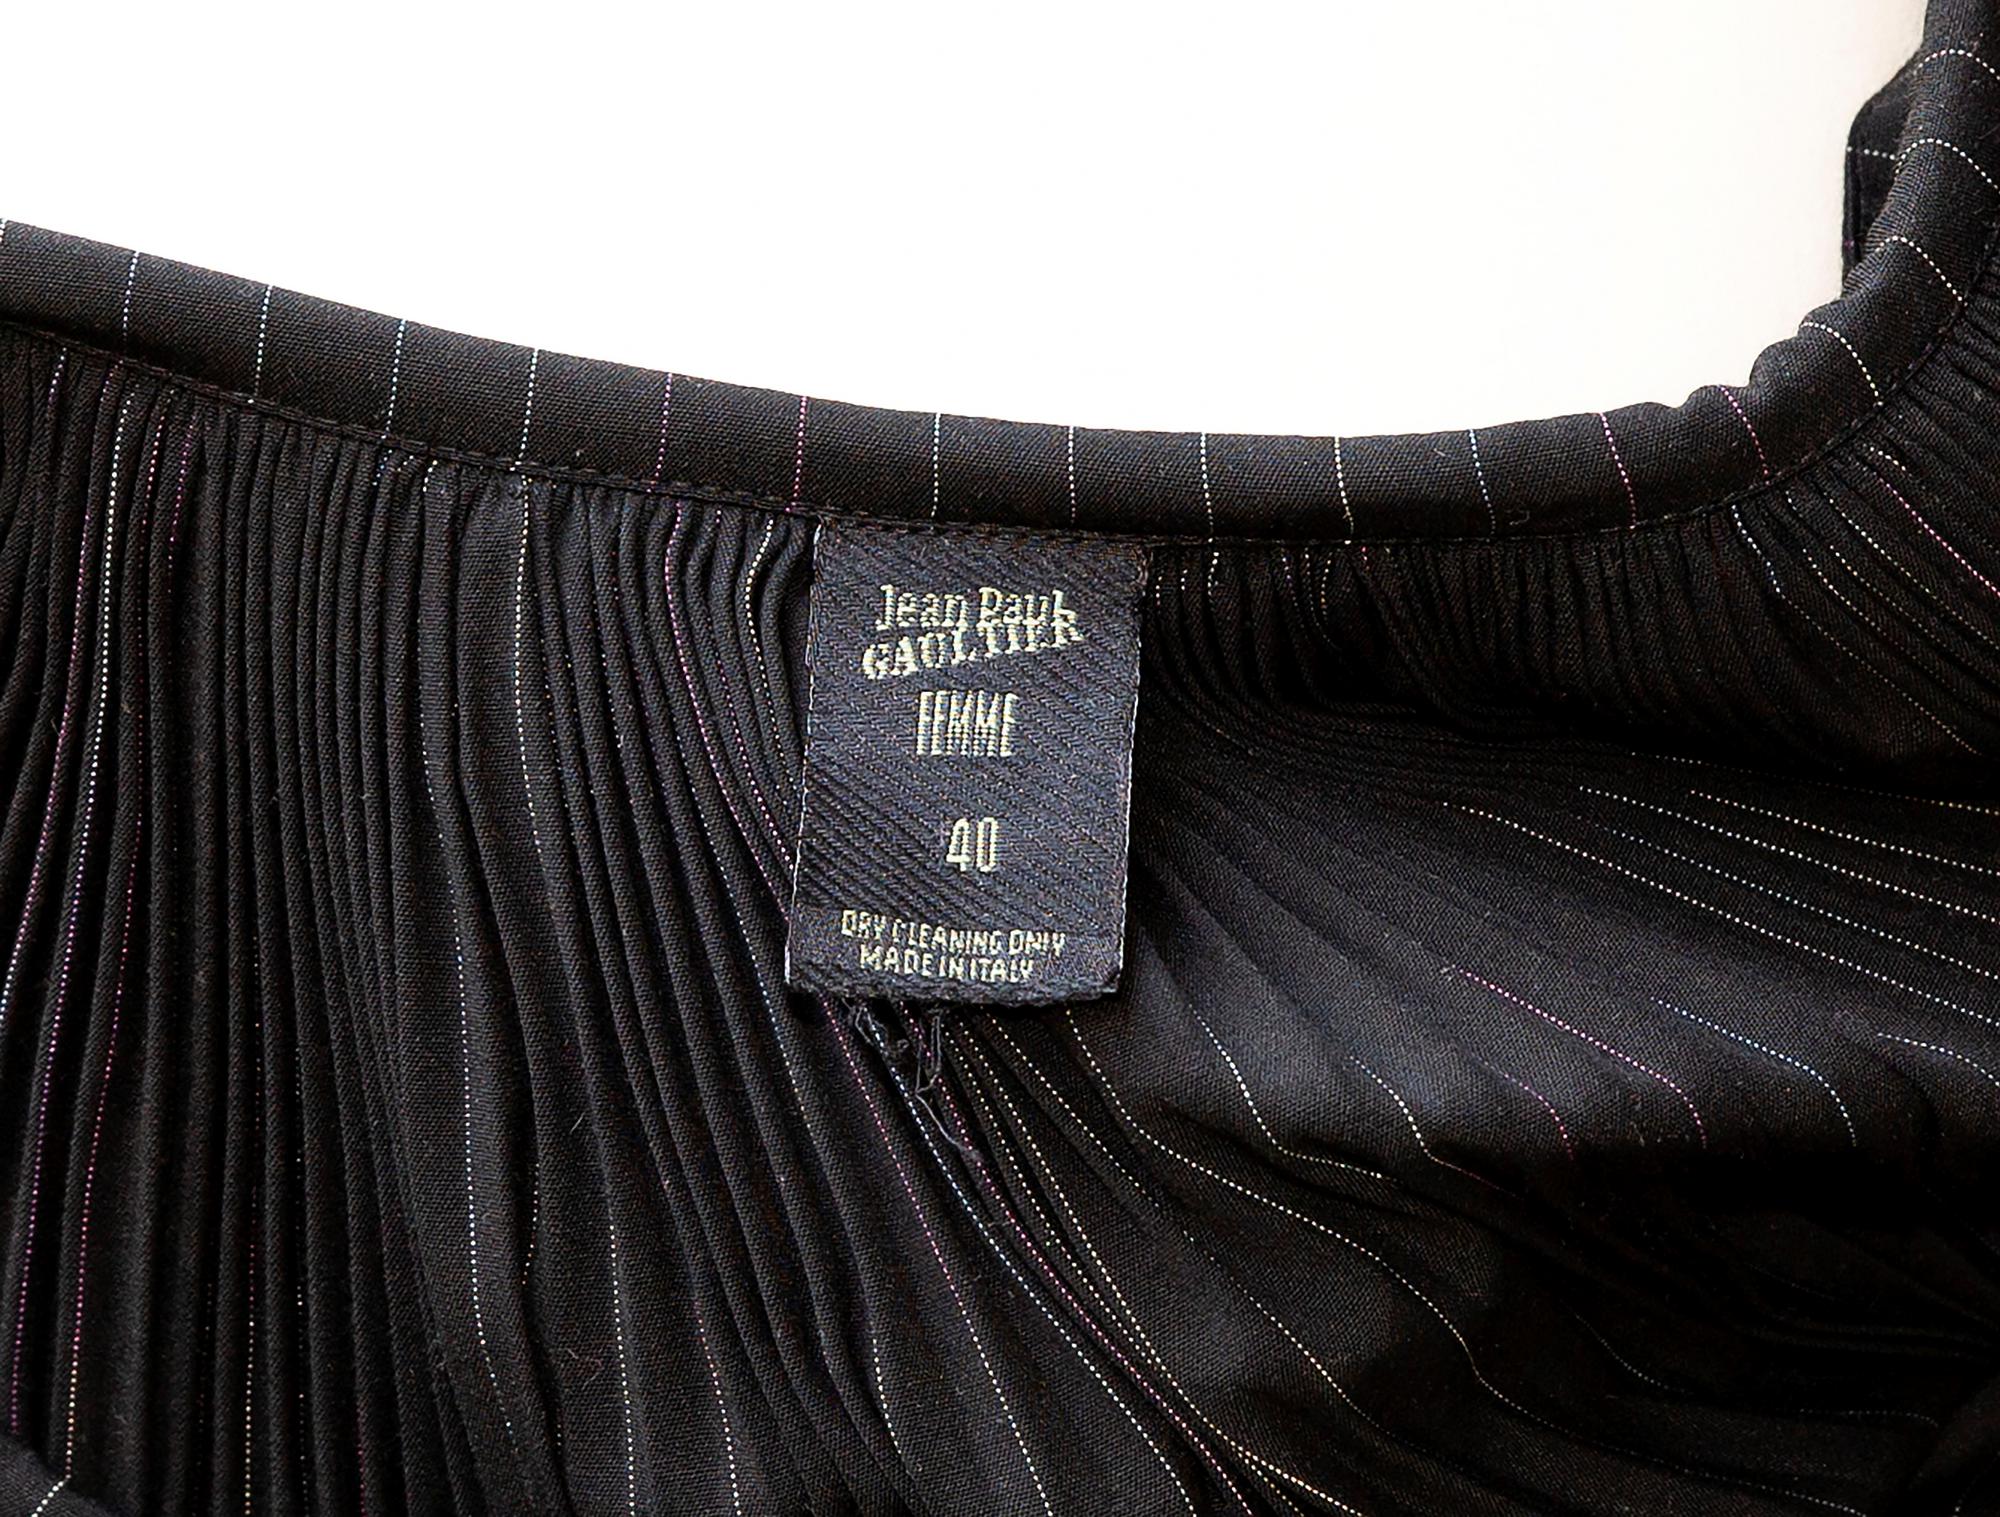 Jean Paul
GAULTIER
FEMME
40
DRY CLEANING ONLY
MADE IN ITALY